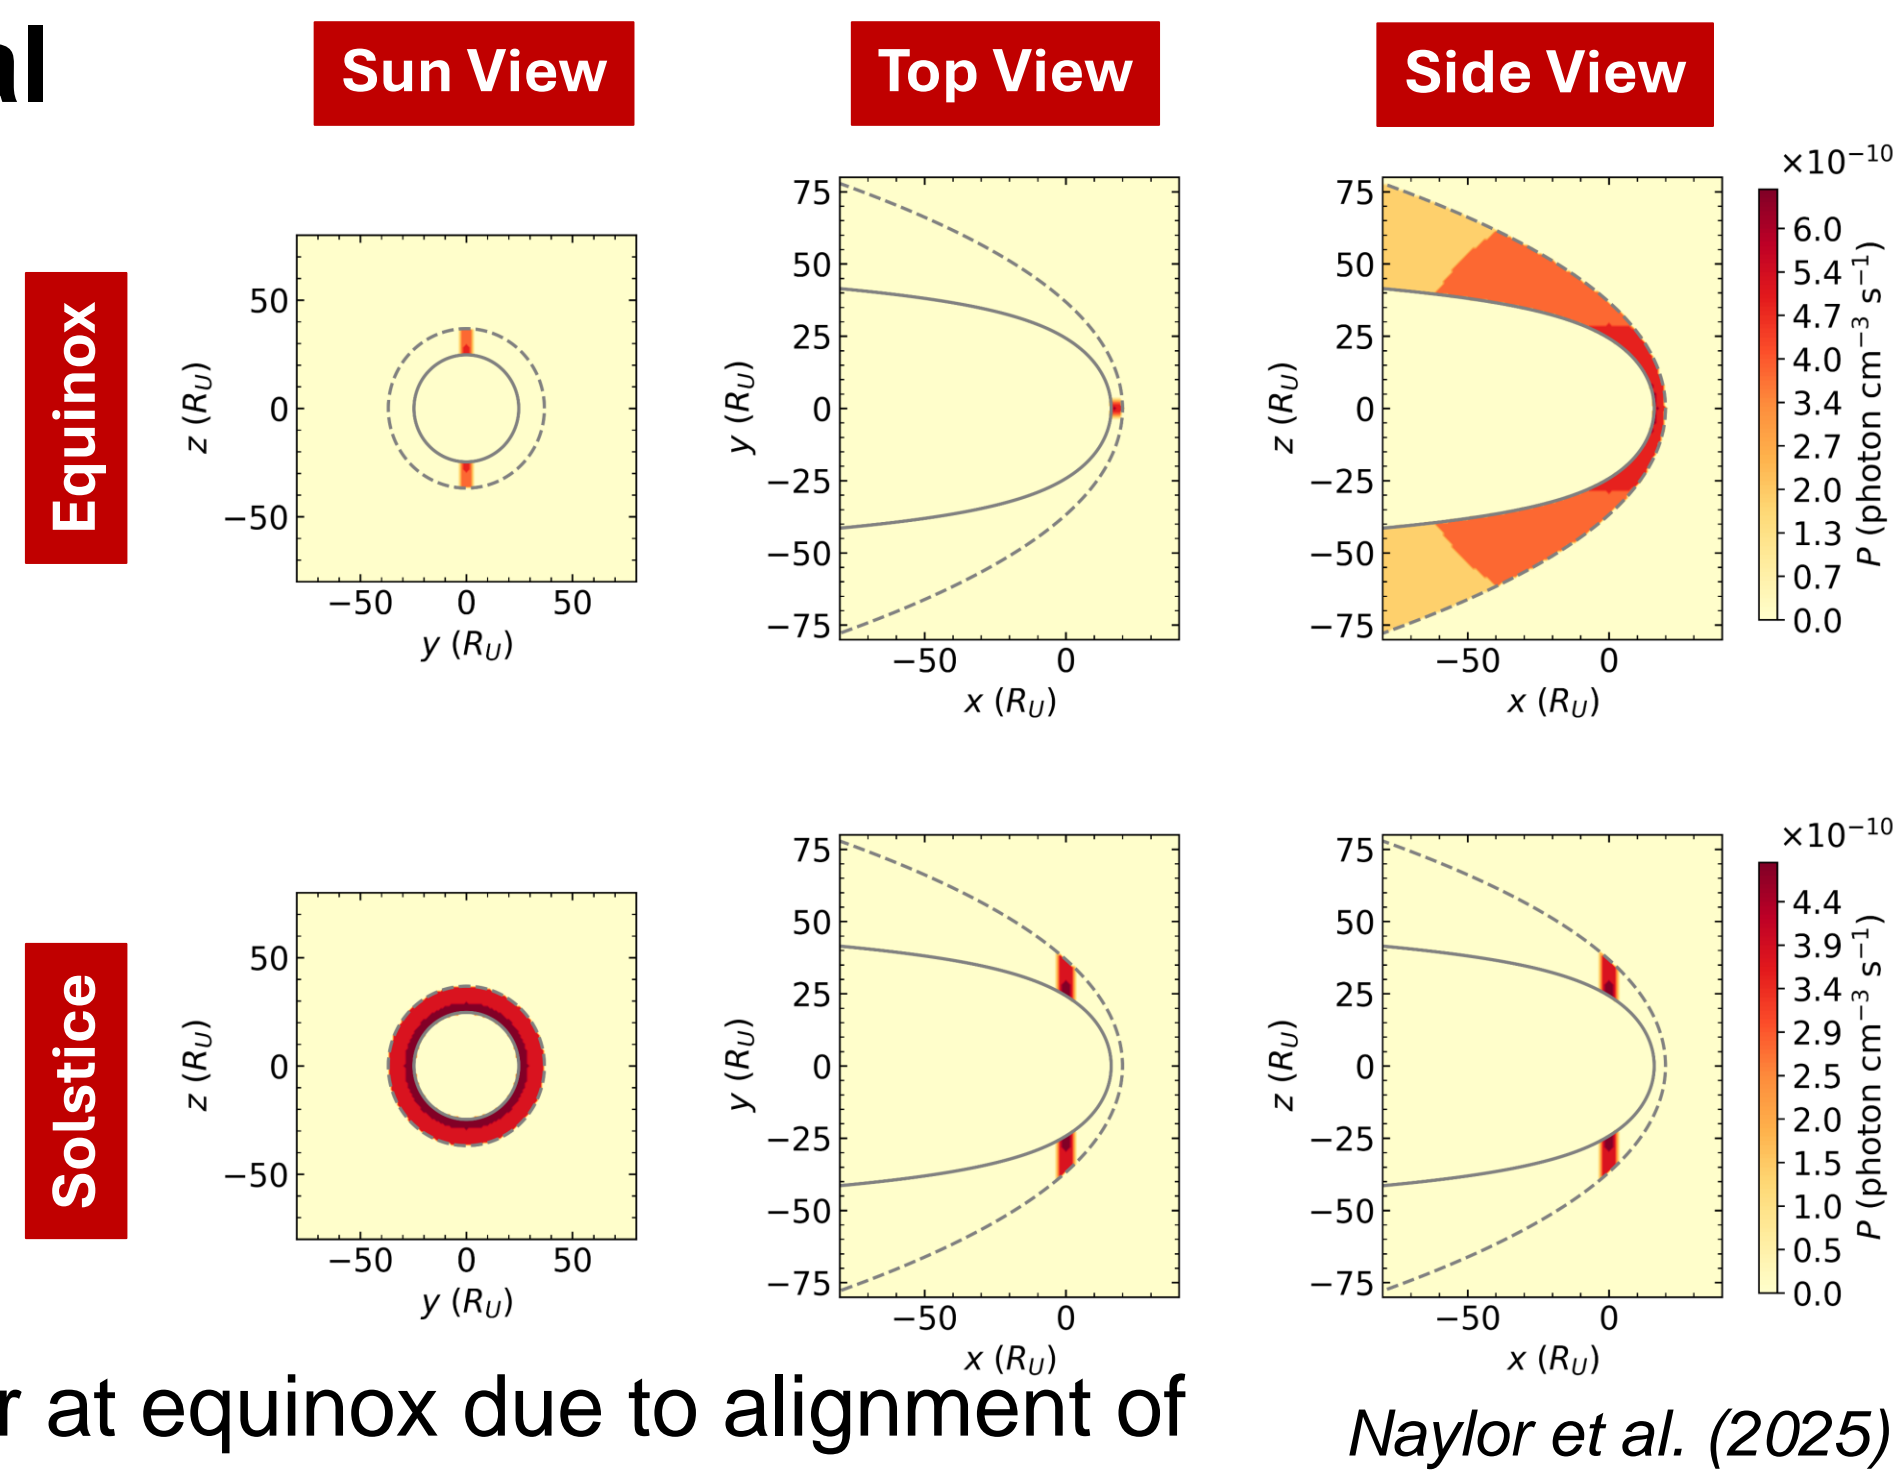 al
Sun View
Top View
Side View
Equinox
50
0
−50
z (R_U)
−50 0 50
y (R_U)
75
50
25
0
−25
−50
−75
y (R_U)
−50 0
x (R_U)
75
50
25
0
−25
−50
−75
z (R_U)
−50 0
x (R_U)
×10⁻¹⁰
6.0
5.4
4.7
4.0
3.4
2.7
2.0
1.3
0.7
0.0
P (photon cm⁻³ s⁻¹)
Solstice
50
0
−50
z (R_U)
−50 0 50
y (R_U)
75
50
25
0
−25
−50
−75
y (R_U)
−50 0
x (R_U)
75
50
25
0
−25
−50
−75
z (R_U)
−50 0
x (R_U)
×10⁻¹⁰
4.4
3.9
3.4
2.9
2.5
2.0
1.5
1.0
0.5
0.0
P (photon cm⁻³ s⁻¹)
r at equinox due to alignment of
Naylor et al. (2025)